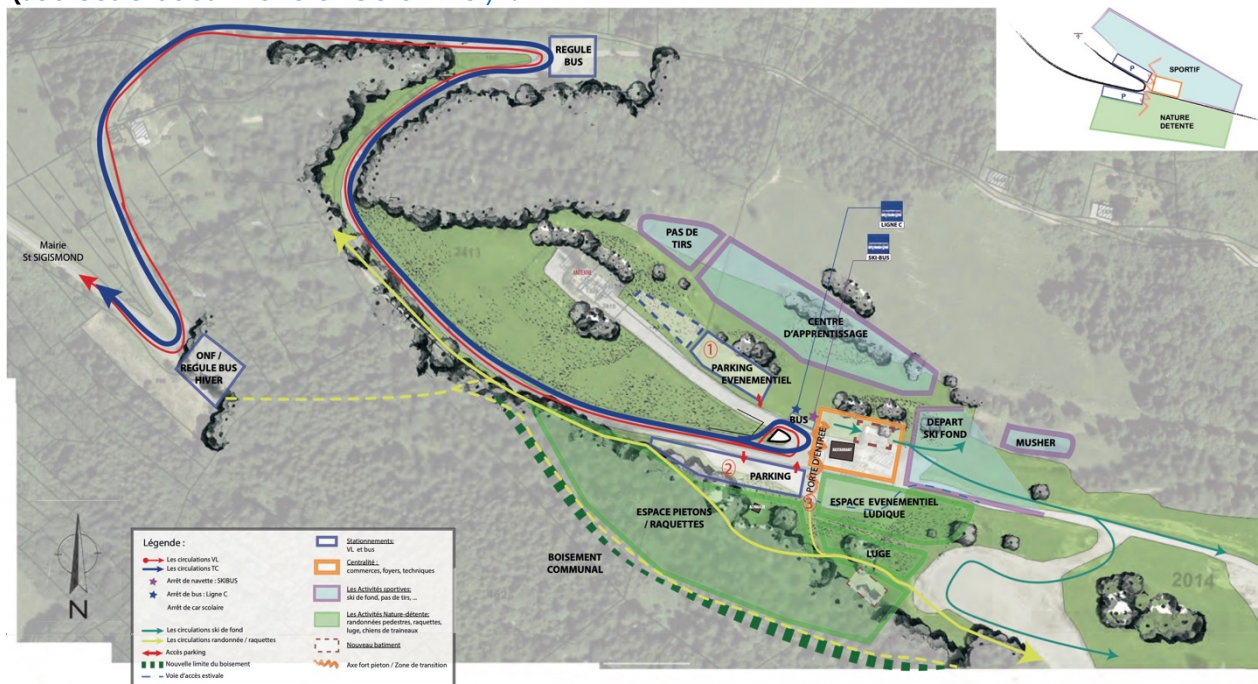 REGULE
BUS
P
SPORTIF
P
NATURE
DETENTE
LIGNE C
SKI-BUS
PAS DE
TIRS
Mairie
St SIGISMOND
CENTRE
D'APPRENTISSAGE
ONF /
REGULE BUS
HIVER
1
PARKING
EVENEMENTIEL
BUS
DEPART
SKI FOND
MUSHER
RESTAURANT
PORTE D'ENTREE
2
PARKING
3
ESPACE EVENÉMENTIEL
LUDIQUE
ESPACE PIETONS
/ RAQUETTES
LUGE
BOISEMENT
COMMUNAL
2014
N
Légende :
Les circulations VL
Les circulations TC
Arrêt de navette : SKIBUS
Arrêt de bus : Ligne C
Arrêt de car scolaire
Les circulations ski de fond
Les circulations randonnée / raquettes
Accès parking
Nouvelle limite du boisement
Voie d'accès estivale
Stationnements:
VL et bus
Centralité :
commerces, foyers, techniques
Les Activités sportives:
ski de fond, pas de tirs, ...
Les Activités Nature-détente:
randonnées pedestres, raquettes,
luge, chiens de traineaux
Nouveau batiment
Axe fort pieton / Zone de transition